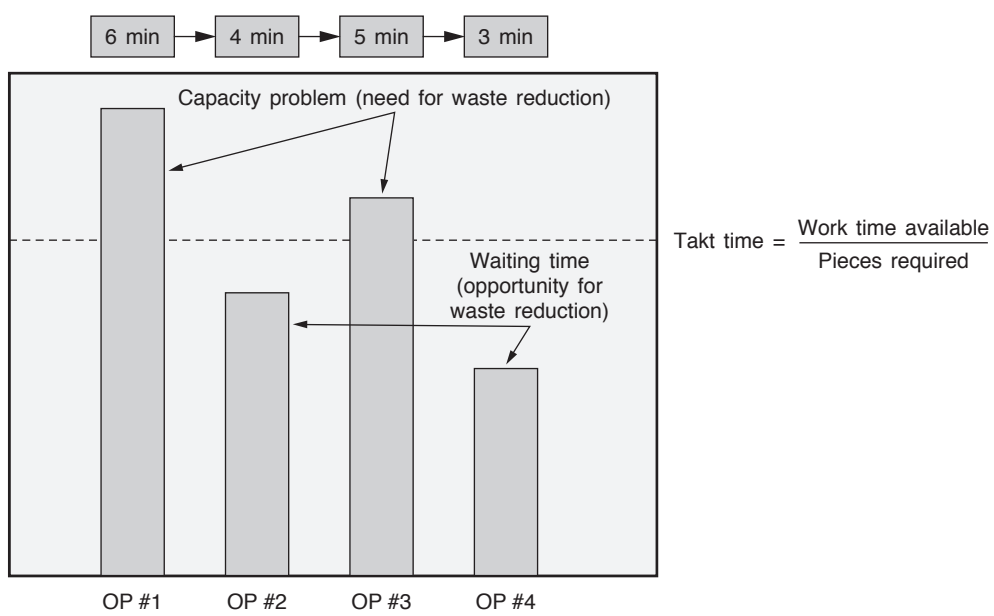 6 min
4 min
5 min
3 min
Capacity problem (need for waste reduction)
Takt time = Work time available
Pieces required
Waiting time
(opportunity for
waste reduction)
OP #1
OP #2
OP #3
OP #4